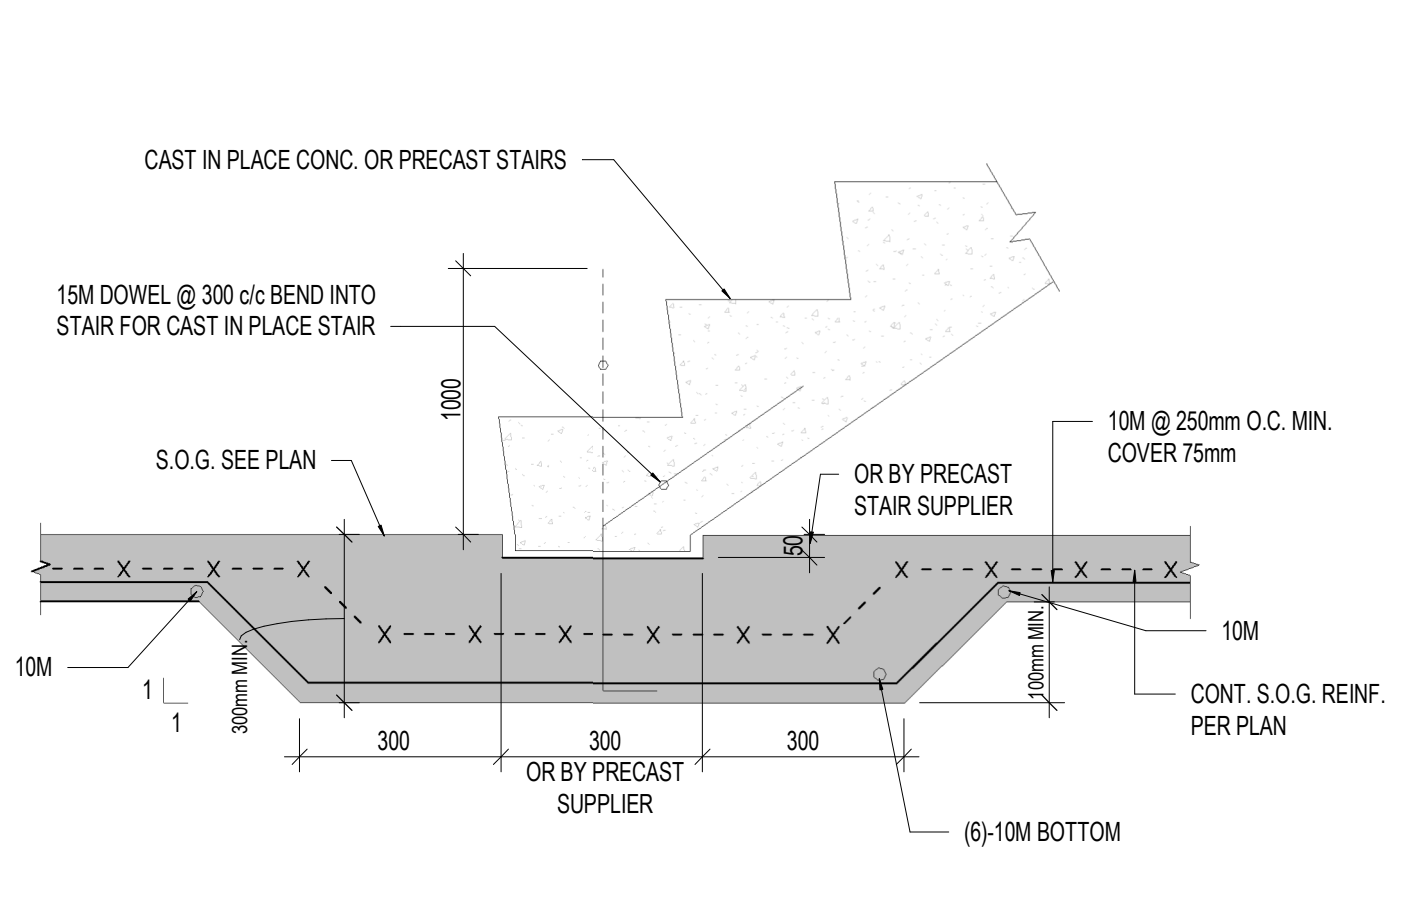 CAST IN PLACE CONC. OR PRECAST STAIRS
15M DOWEL @ 300 c/c BEND INTO
STAIR FOR CAST IN PLACE STAIR
1000
10M @ 250mm O.C. MIN.
COVER 75mm
S.O.G. SEE PLAN
OR BY PRECAST
STAIR SUPPLIER
50
X X X X X X X
X X X X X X
10M
10M
300mm MIN.
100mm MIN.
1
1
CONT. S.O.G. REINF.
PER PLAN
300
300
300
OR BY PRECAST
SUPPLIER
(6)-10M BOTTOM